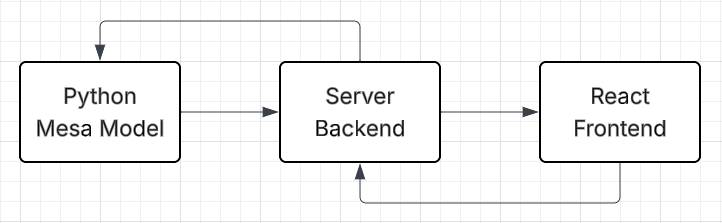 Python
Mesa Model
Server
Backend
React
Frontend